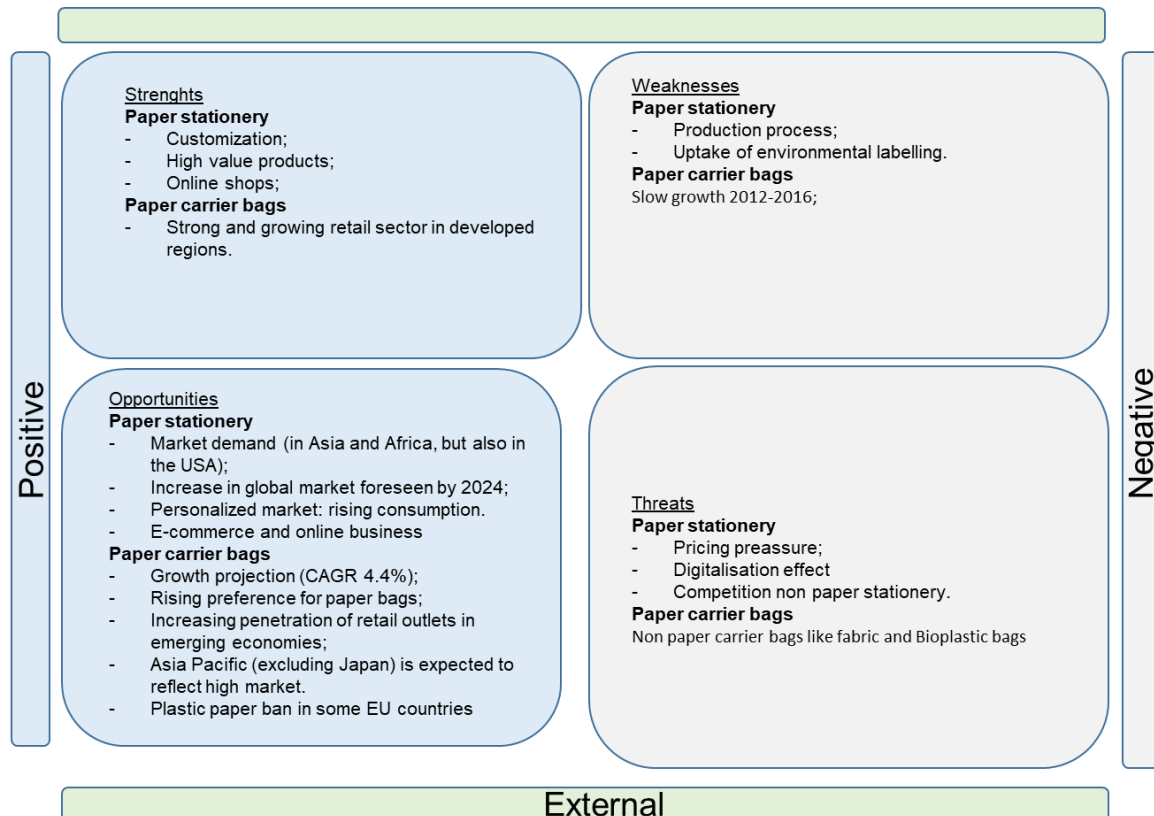 Positive
Strenghts
Paper stationery
- Customization;
- High value products;
- Online shops;
Paper carrier bags
- Strong and growing retail sector in developed
regions.
Weaknesses
Paper stationery
- Production process;
- Uptake of environmental labelling.
Paper carrier bags
Slow growth 2012-2016;
Opportunities
Paper stationery
- Market demand (in Asia and Africa, but also in
the USA);
- Increase in global market foreseen by 2024;
- Personalized market: rising consumption.
- E-commerce and online business
Paper carrier bags
- Growth projection (CAGR 4.4%);
- Rising preference for paper bags;
- Increasing penetration of retail outlets in
emerging economies;
- Asia Pacific (excluding Japan) is expected to
reflect high market.
- Plastic paper ban in some EU countries
Threats
Paper stationery
- Pricing preassure;
- Digitalisation effect
- Competition non paper stationery.
Paper carrier bags
Non paper carrier bags like fabric and Bioplastic bags
Negative
External